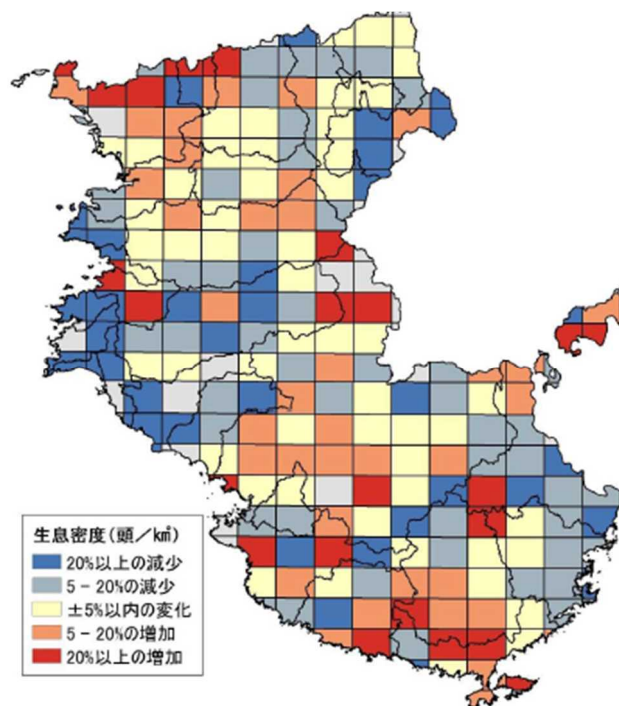 生息密度(頭/k㎡)
20%以上の減少
5-20%の減少
±5%以内の変化
5-20%の増加
20%以上の増加